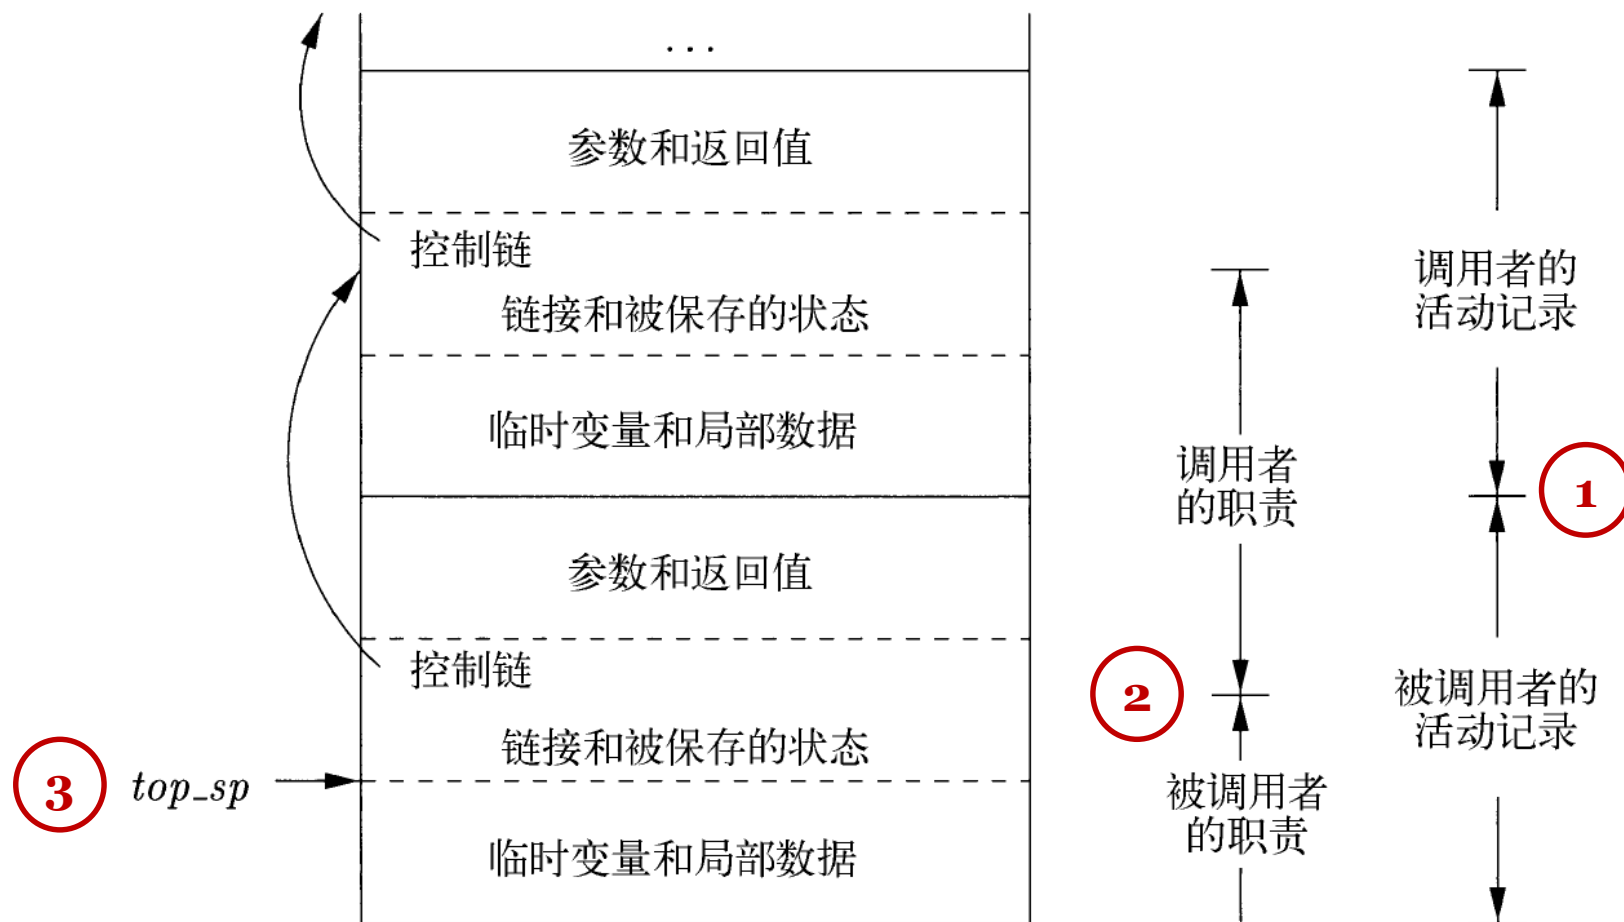 ...
参数和返回值
控制链
链接和被保存的状态
临时变量和局部数据
参数和返回值
控制链
链接和被保存的状态
3 top_sp
临时变量和局部数据
调用者
的职责
2
被调用者
的职责
调用者的
活动记录
1
被调用者的
活动记录